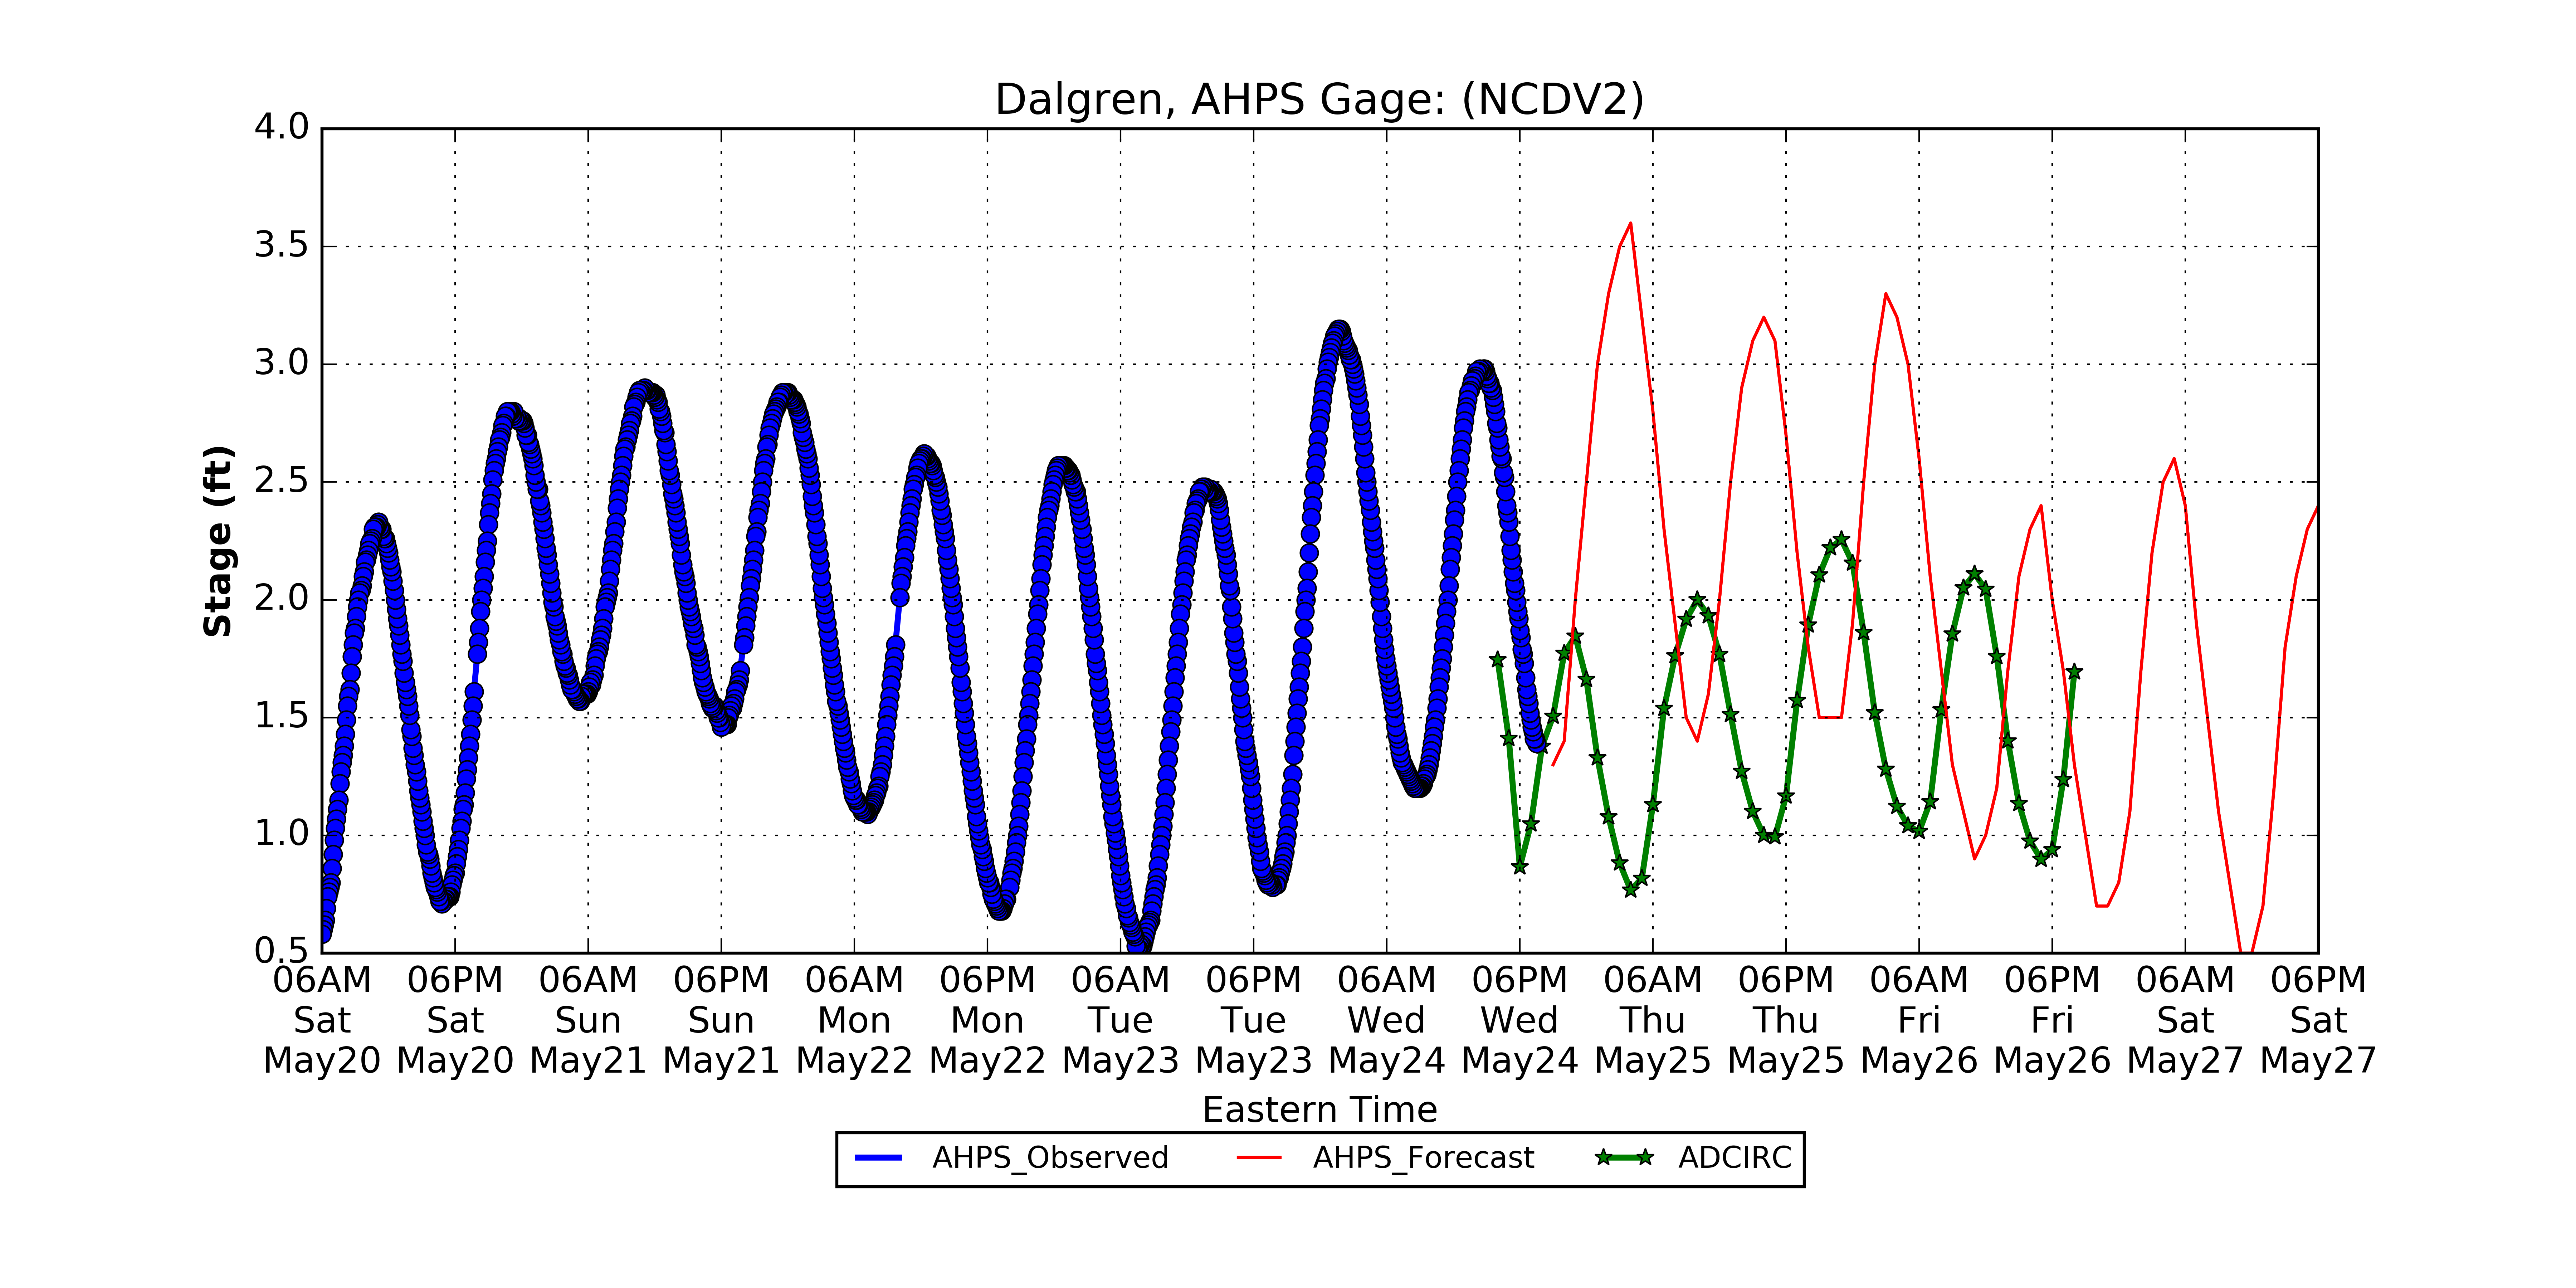 Dalgren, AHPS Gage: (NCDV2)
Stage (ft)
4.0
3.5
3.0
2.5
2.0
1.5
1.0
0.5
06AM 06PM 06AM 06PM 06AM 06PM 06AM 06PM 06AM 06PM 06AM 06PM 06AM 06PM 06AM 06PM
Sat Sat Sun Sun Mon Mon Tue Tue Wed Wed Thu Thu Fri Fri Sat Sat
May20 May20 May21 May21 May22 May22 May23 May23 May24 May24 May25 May25 May26 May26 May27 May27
Eastern Time
AHPS_Observed AHPS_Forecast ADCIRC